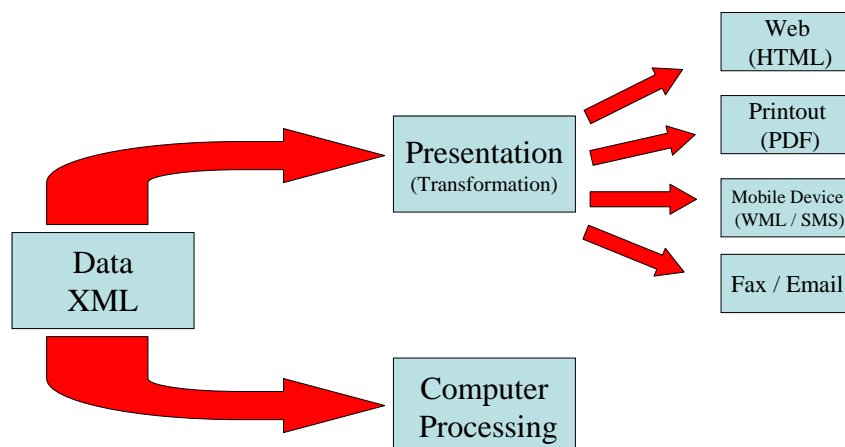 Data
XML
Presentation
(Transformation)
Computer
Processing
Web
(HTML)
Printout
(PDF)
Mobile Device
(WML / SMS)
Fax / Email